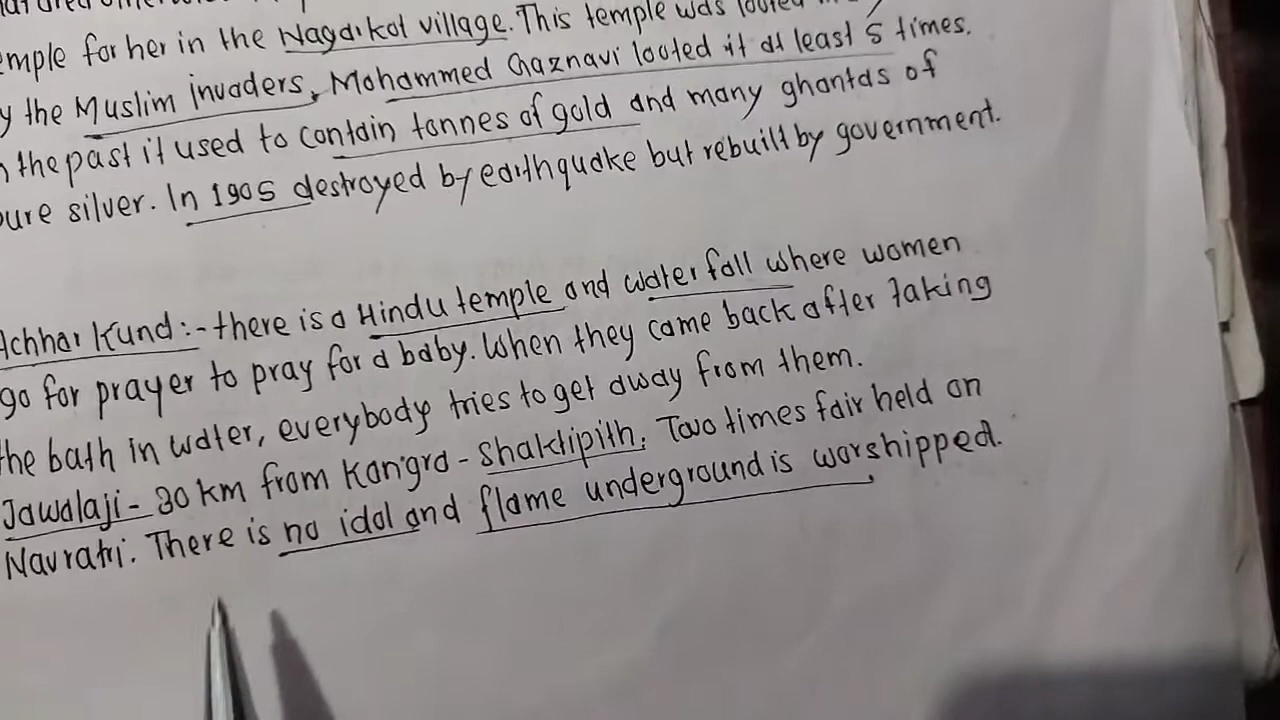 emple for her in the Nagarkot village. This temple was looted
y the Muslim invaders, Mohammed Gaznavi looted it at least 5 times.
n the past it used to contain tonnes of gold and many ghantas of
pure silver. In 1905 destroyed by earthquake but rebuilt by government.
Achhar Kund:- there is a Hindu temple and water fall where women
go for prayer to pray for a baby. When they came back after taking
the bath in water, everybody tries to get away from them.
Jawalaji - 30 km from Kangra - Shaktipith. Two times fair held on
Navratri. There is no idol and flame underground is worshipped.